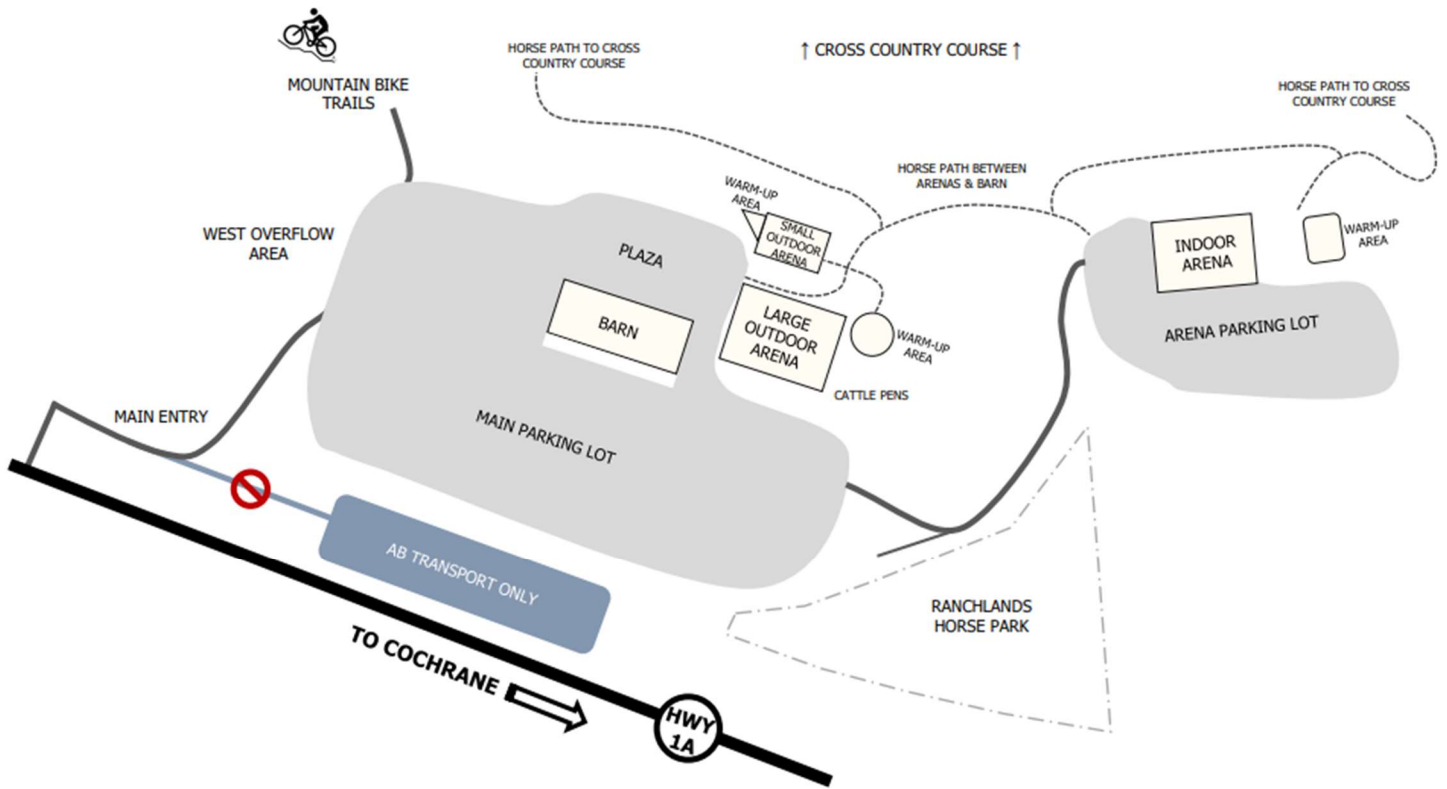 HORSE PATH TO CROSS
COUNTRY COURSE
↑ CROSS COUNTRY COURSE ↑
MOUNTAIN BIKE
TRAILS
HORSE PATH TO CROSS
COUNTRY COURSE
HORSE PATH BETWEEN
ARENAS & BARN
WARM-UP
AREA
SMALL
OUTDOOR
ARENA
WEST OVERFLOW
AREA
PLAZA
INDOOR
ARENA
WARM-UP
AREA
BARN
LARGE
OUTDOOR
ARENA
WARM-UP
AREA
ARENA PARKING LOT
CATTLE PENS
MAIN ENTRY
MAIN PARKING LOT
AB TRANSPORT ONLY
RANCHLANDS
HORSE PARK
TO COCHRANE
HWY
1A